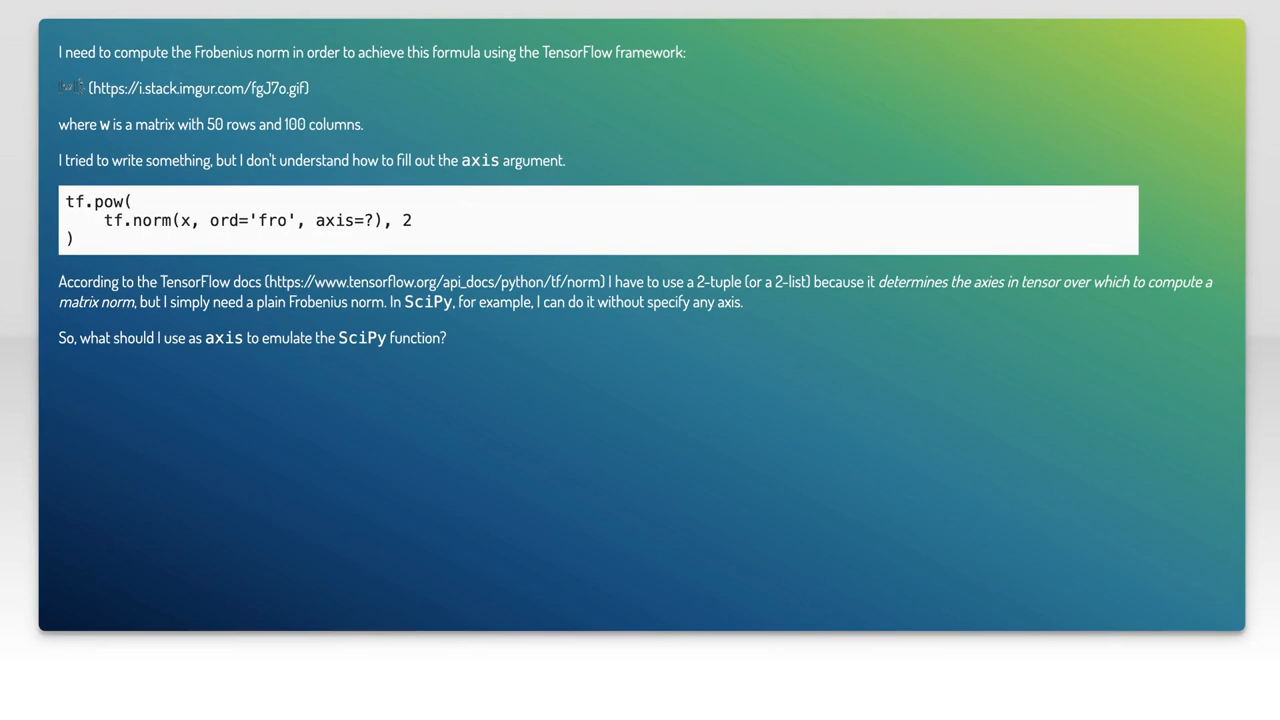 I need to compute the Frobenius norm in order to achieve this formula using the TensorFlow framework:
(https://i.stack.imgur.com/fgJ7o.gif)
where w is a matrix with 50 rows and 100 columns.
I tried to write something, but I don't understand how to fill out the axis argument.
tf.pow(
    tf.norm(x, ord='fro', axis=?), 2
)
According to the TensorFlow docs (https://www.tensorflow.org/api_docs/python/tf/norm) I have to use a 2-tuple (or a 2-list) because it determines the axies in tensor over which to compute a
matrix norm, but I simply need a plain Frobenius norm. In SciPy, for example, I can do it without specify any axis.
So, what should I use as axis to emulate the SciPy function?